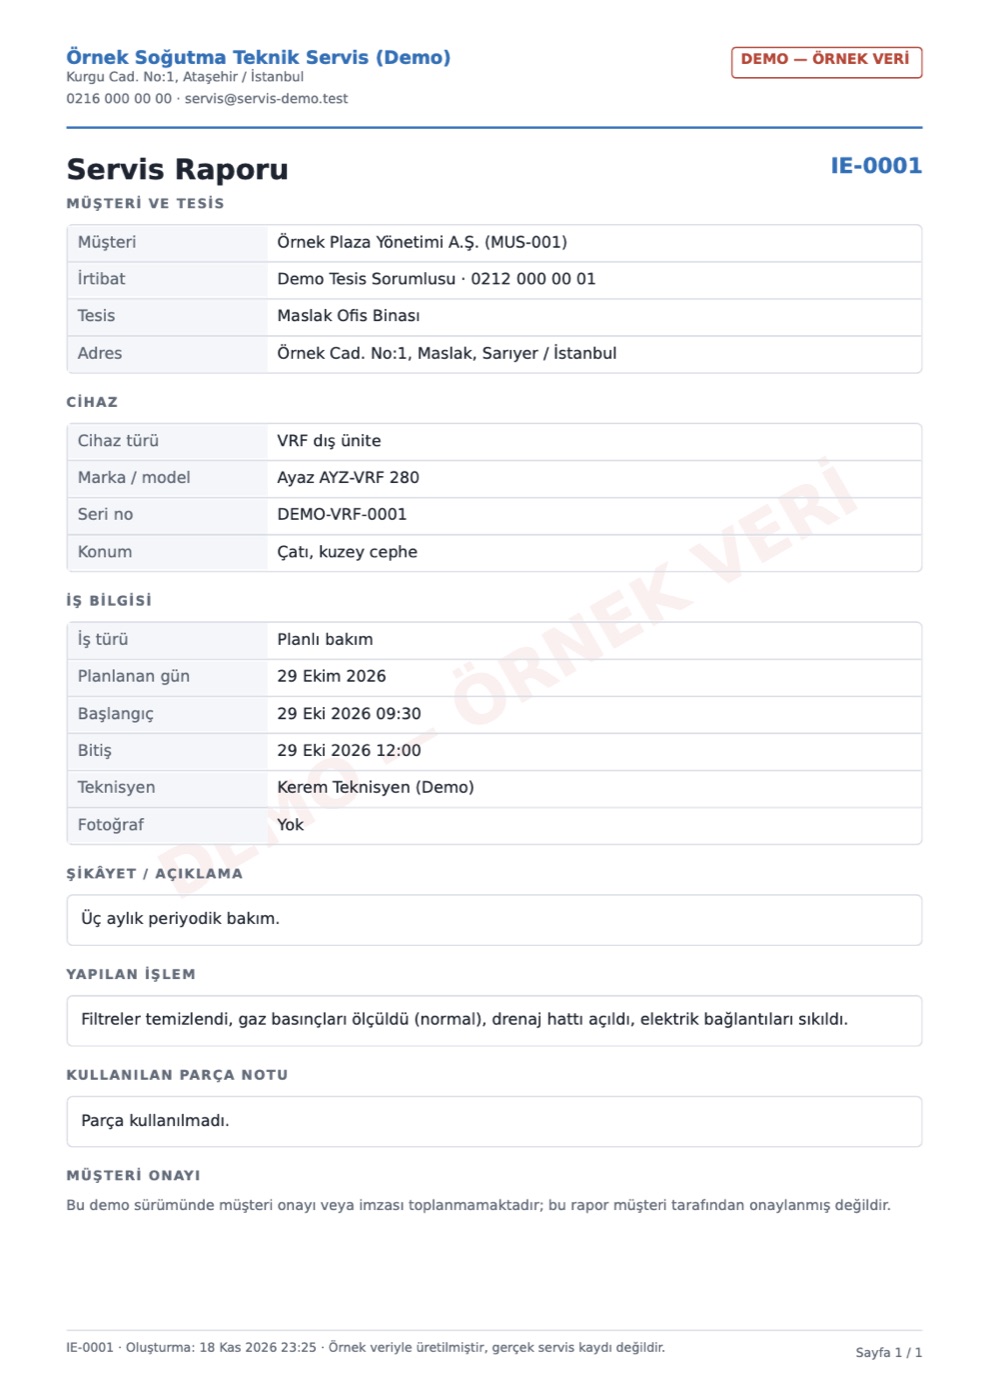 Örnek Soğutma Teknik Servis (Demo)
Kurgu Cad. No:1, Ataşehir / İstanbul
0216 000 00 00 · servis@servis-demo.test
DEMO — ÖRNEK VERİ
Servis Raporu
IE-0001
MÜŞTERİ VE TESİS
Müşteri Örnek Plaza Yönetimi A.Ş. (MUS-001)
İrtibat Demo Tesis Sorumlusu · 0212 000 00 01
Tesis Maslak Ofis Binası
Adres Örnek Cad. No:1, Maslak, Sarıyer / İstanbul
CİHAZ
Cihaz türü VRF dış ünite
Marka / model Ayaz AYZ-VRF 280
Seri no DEMO-VRF-0001
Konum Çatı, kuzey cephe
İŞ BİLGİSİ
İş türü Planlı bakım
Planlanan gün 29 Ekim 2026
Başlangıç 29 Eki 2026 09:30
Bitiş 29 Eki 2026 12:00
Teknisyen Kerem Teknisyen (Demo)
Fotoğraf Yok
DEMO — ÖRNEK VERİ
ŞİKÂYET / AÇIKLAMA
Üç aylık periyodik bakım.
YAPILAN İŞLEM
Filtreler temizlendi, gaz basınçları ölçüldü (normal), drenaj hattı açıldı, elektrik bağlantıları sıkıldı.
KULLANILAN PARÇA NOTU
Parça kullanılmadı.
MÜŞTERİ ONAYI
Bu demo sürümünde müşteri onayı veya imzası toplanmamaktadır; bu rapor müşteri tarafından onaylanmış değildir.
IE-0001 · Oluşturma: 18 Kas 2026 23:25 · Örnek veriyle üretilmiştir, gerçek servis kaydı değildir.
Sayfa 1 / 1